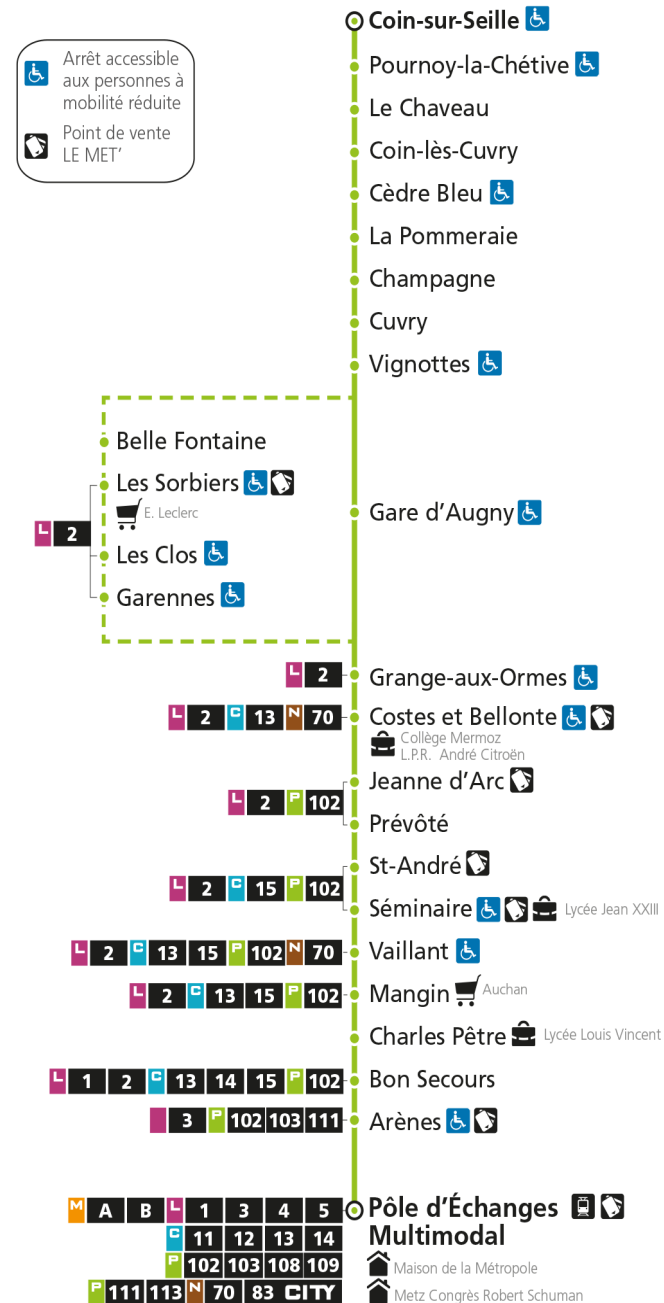 Coin-sur-Seille
Arrêt accessible
aux personnes à
mobilité réduite
Point de vente
LE MET’
Pournoy-la-Chétive
Le Chaveau
Coin-lès-Cuvry
Cèdre Bleu
La Pommeraie
Champagne
Cuvry
Vignottes
Belle Fontaine
Les Sorbiers
E. Leclerc
L 2
Les Clos
Garennes
Gare d’Augny
L 2 Grange-aux-Ormes
L 2 C 13 N 70 Costes et Bellonte
Collège Mermoz
L.P.R. André Citroën
Jeanne d’Arc
L 2 P 102
Prévôté
St-André
L 2 C 15 P 102
Séminaire Lycée Jean XXIII
L 2 C 13 15 P 102 N 70 Vaillant
L 2 C 13 15 P 102 Mangin Auchan
Charles Pêtre Lycée Louis Vincent
L 1 2 C 13 14 15 P 102 Bon Secours
3 P 102 103 111 Arènes
M A B L 1 3 4 5 Pôle d’Échanges
C 11 12 13 14 Multimodal
P 102 103 108 109 Maison de la Métropole
P 111 113 N 70 83 CITY Metz Congrès Robert Schuman